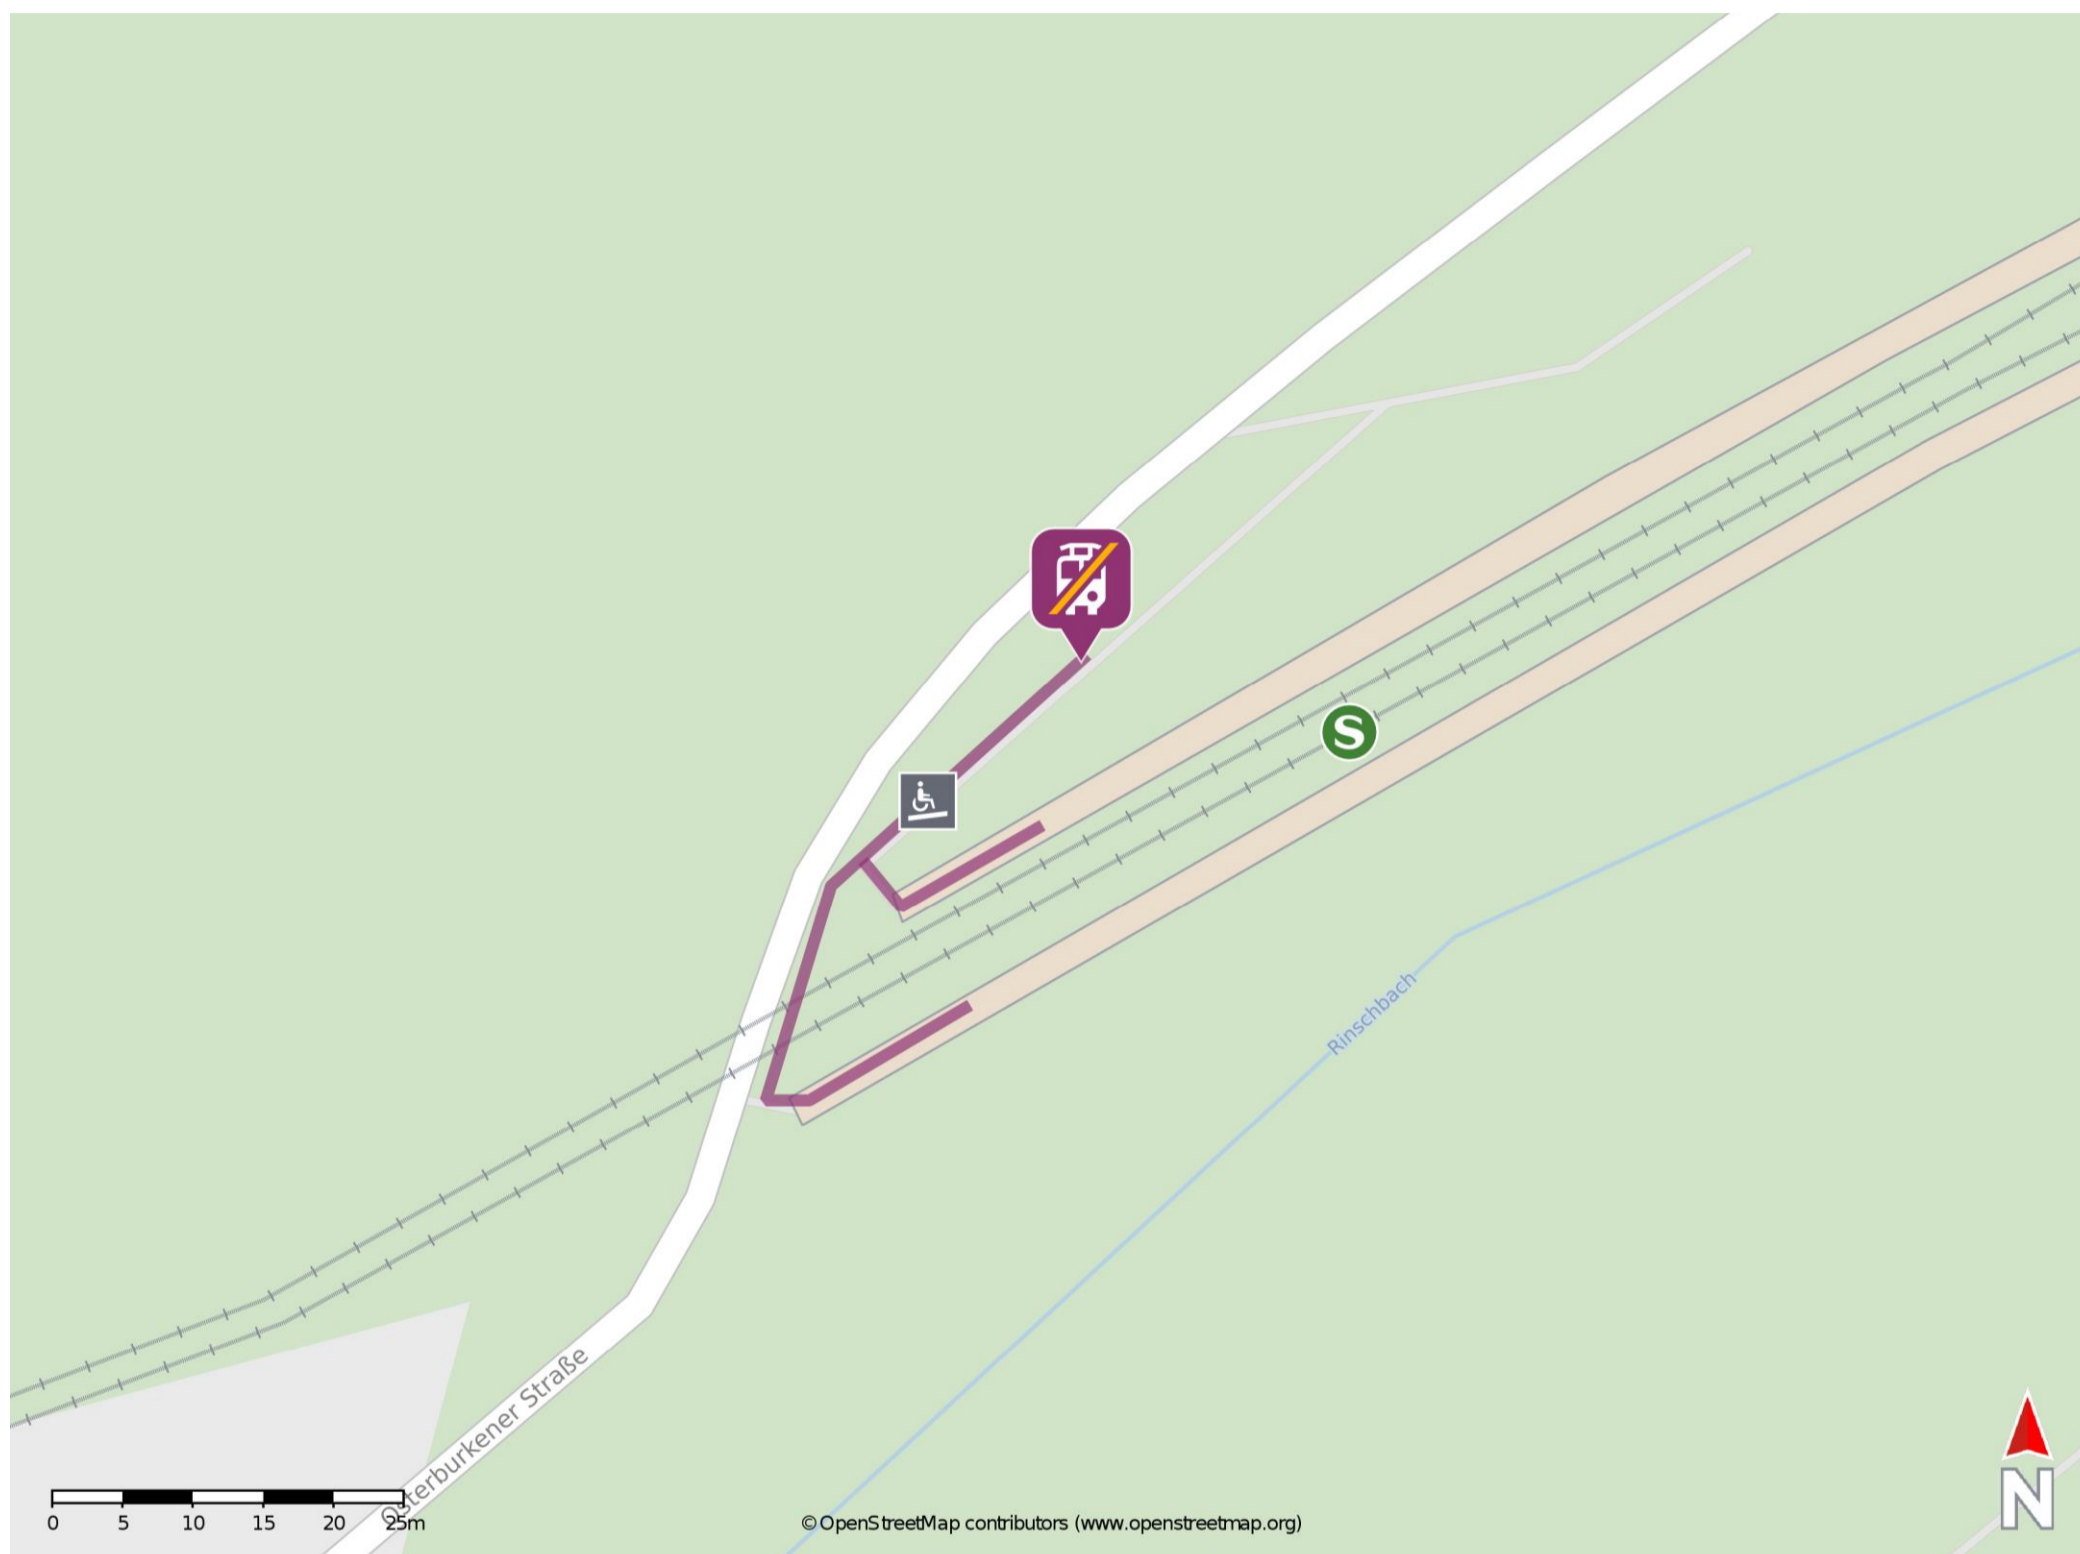 S
Rinschbach
Osterburkener Straße
0 5 10 15 20 25m
©OpenStreetMap contributors (www.openstreetmap.org)
N